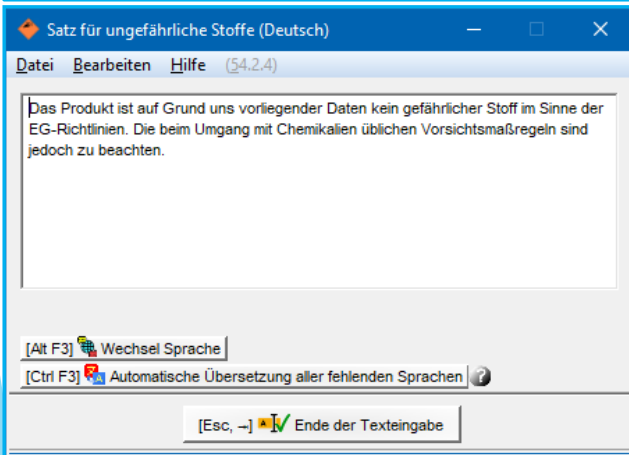 Satz für ungefährliche Stoffe (Deutsch)
Datei Bearbeiten Hilfe (54.2.4)
Das Produkt ist auf Grund uns vorliegender Daten kein gefährlicher Stoff im Sinne der
EG-Richtlinien. Die beim Umgang mit Chemikalien üblichen Vorsichtsmaßregeln sind
jedoch zu beachten.
[Alt F3] Wechsel Sprache
[Ctrl F3] Automatische Übersetzung aller fehlenden Sprachen
[Esc, →] Ende der Texteingabe